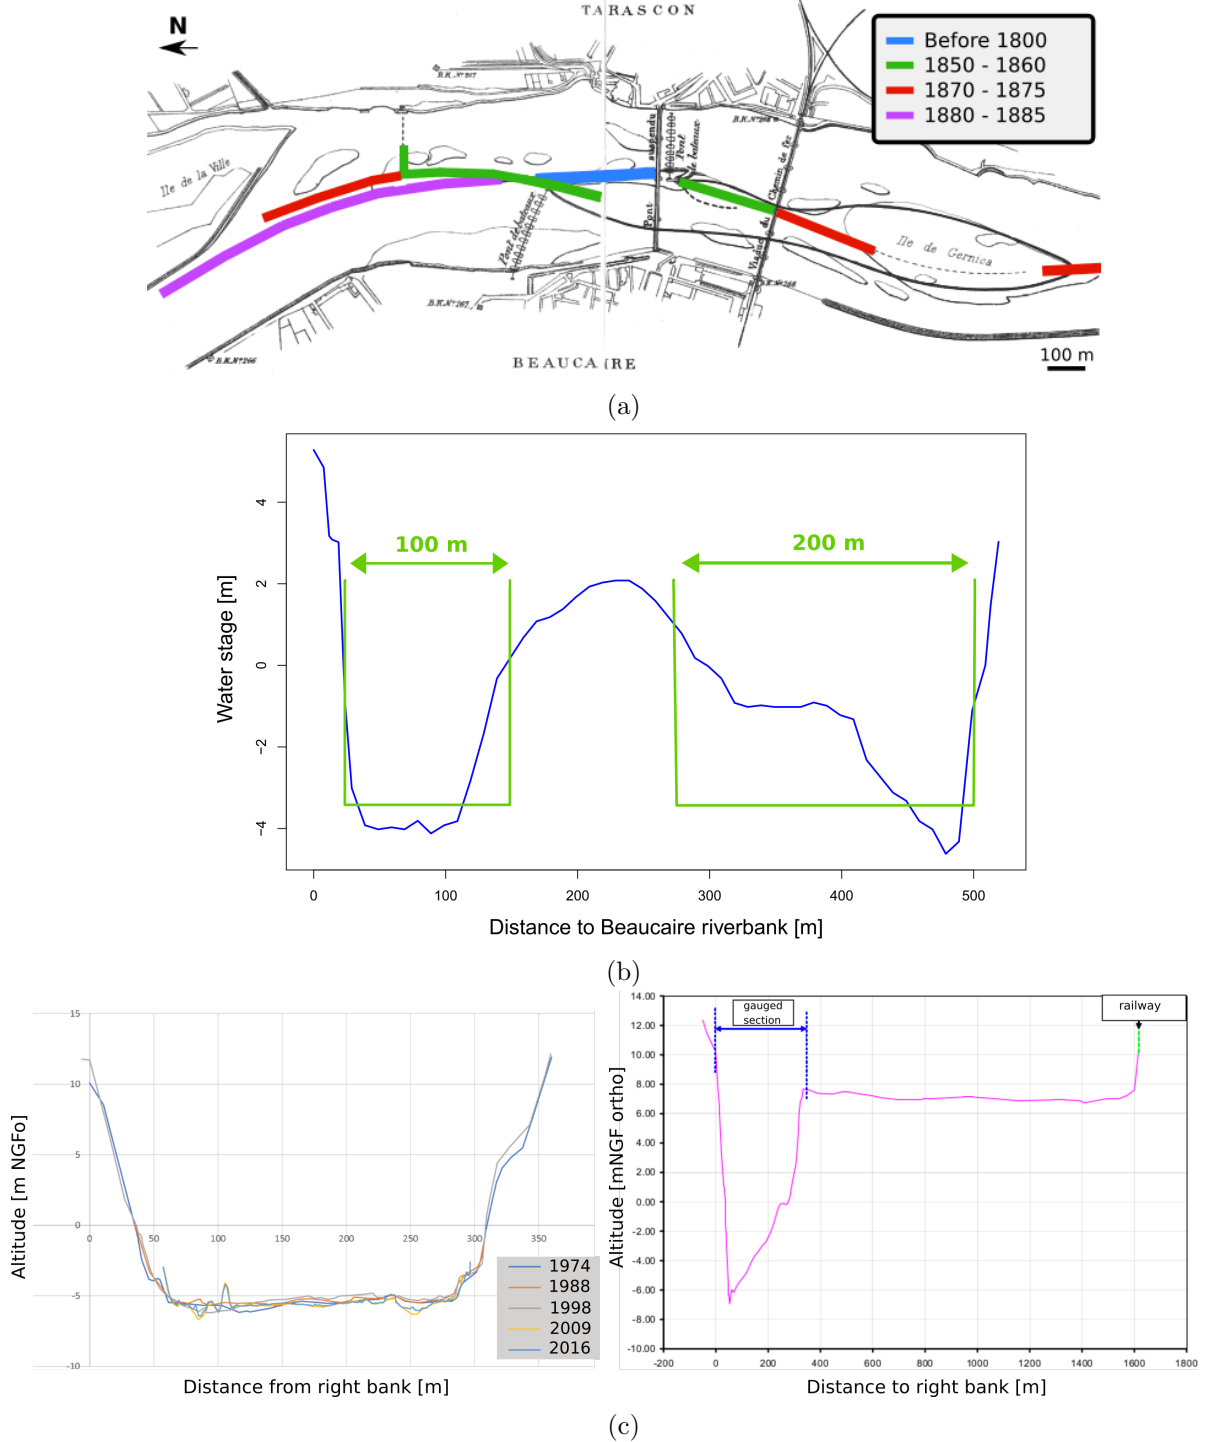 TARASCON
N
Before 1800
1850 - 1860
1870 - 1875
1880 - 1885
B.K.Nº267
B.K.Nº268
Ile de la Ville
Pont suspendu
Pont de bateaux
Viaduc du Chemin de fer
Pont de bateaux
Ile de Gernica
B.K.Nº267
B.K.Nº268
B.K.Nº266
BEAUCAIRE
100 m
(a)
Water stage [m]
4
2
0
−2
−4
100 m
200 m
0 100 200 300 400 500
Distance to Beaucaire riverbank [m]
(b)
Altitude [m NGFo]
15
10
5
0
-5
-10
0 50 100 150 200 250 300 350
1974
1988
1998
2009
2016
Distance from right bank [m]
Altitude [mNGF ortho]
14.00
12.00
10.00
8.00
6.00
4.00
2.00
0.00
-2.00
-4.00
-6.00
-8.00
-10.00
gauged
section
railway
-200 0 200 400 600 800 1000 1200 1400 1600 1800
Distance to right bank [m]
(c)